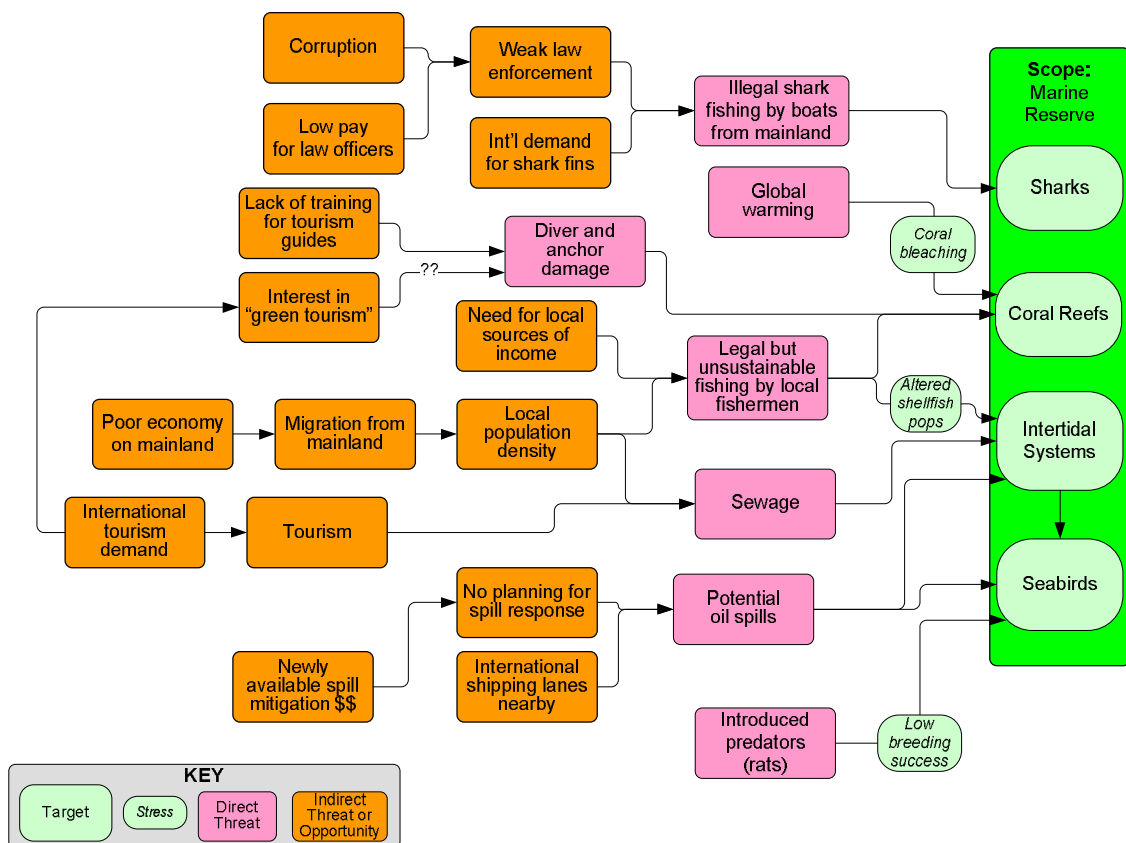 Corruption
Low pay
for law officers
Weak law
enforcement
Int'l demand
for shark fins
Illegal shark
fishing by boats
from mainland
Scope:
Marine
Reserve
Sharks
Global
warming
Coral
bleaching
Lack of training
for tourism
guides
Interest in
“green tourism”
??
Diver and
anchor
damage
Coral Reefs
Need for local
sources of
income
Legal but
unsustainable
fishing by local
fishermen
Altered
shellfish
pops
Poor economy
on mainland
Migration from
mainland
Local
population
density
Intertidal
Systems
International
tourism
demand
Tourism
Sewage
Seabirds
No planning for
spill response
Potential
oil spills
Newly
available spill
mitigation $$
International
shipping lanes
nearby
Introduced
predators
(rats)
Low
breeding
success
KEY
Target
Stress
Direct
Threat
Indirect
Threat or
Opportunity